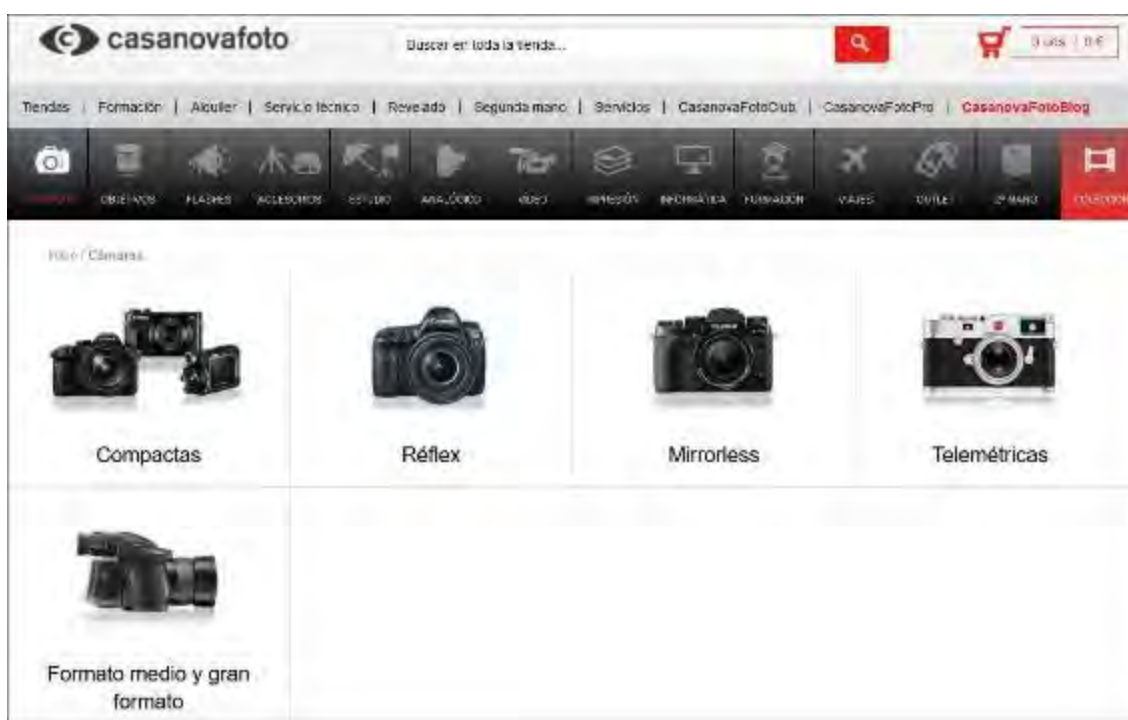 casanovafoto
Buscar en toda la tienda...
0 uds / 0 €
Tiendas | Formación | Alquiler | Servicio técnico | Revelado | Segunda mano | Servicios | CasanovaFotoClub | CasanovaFotoPro | CasanovaFotoBlog
OBJETIVOS FLASHES ACCESORIOS ESTUDIO ANALÓGICO VIDEO IMPRESIÓN INFORMÁTICA FORMACIÓN VIAJES OUTLET 2ª MANO COLECCIÓN
/ Cámaras
Compactas
Réflex
Mirrorless
Telemétricas
Formato medio y gran
formato